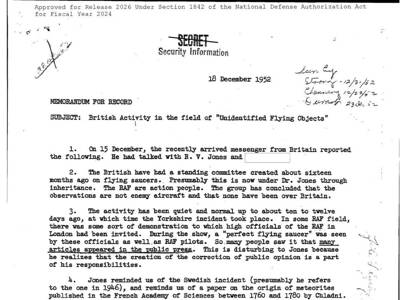 Approved for Release 2026 Under Section 1842 of the National Defense Authorization Act
for Fiscal Year 2024
SECRET
Security Information
18 December 1952
MEMORANDUM FOR RECORD
SUBJECT: British Activity in the field of "Unidentified Flying Objects"
1. On 15 December, the recently arrived messenger from Britain reported
the following. He had talked with R. V. Jones and
2. The British have had a standing committee created about sixteen
months ago on flying saucers. Presumably this is now under Dr. Jones through
inheritance. The RAF are action people. The group has concluded that the
observations are not enemy aircraft and that none have been over Britain.
3. The activity has been quiet and normal up to about ten to twelve
days ago, at which time the Yorkshire incident took place. In some RAF field,
there was some sort of demonstration to which high officials of the RAF in
London had been invited. During the show, a "perfect flying saucer" was seen
by these officials as well as RAF pilots. So many people saw it that many
articles appeared in the public press. This is disturbing to Jones because
he realizes that the creation of the correction of public opinion is a part
of his responsibilities.
4. Jones reminded us of the Swedish incident (presumably he refers
to the one in 1946), and reminds us of a paper on the origin of meteorites
published in the French Academy of Sciences between 1760 and 1780 by Chladni.